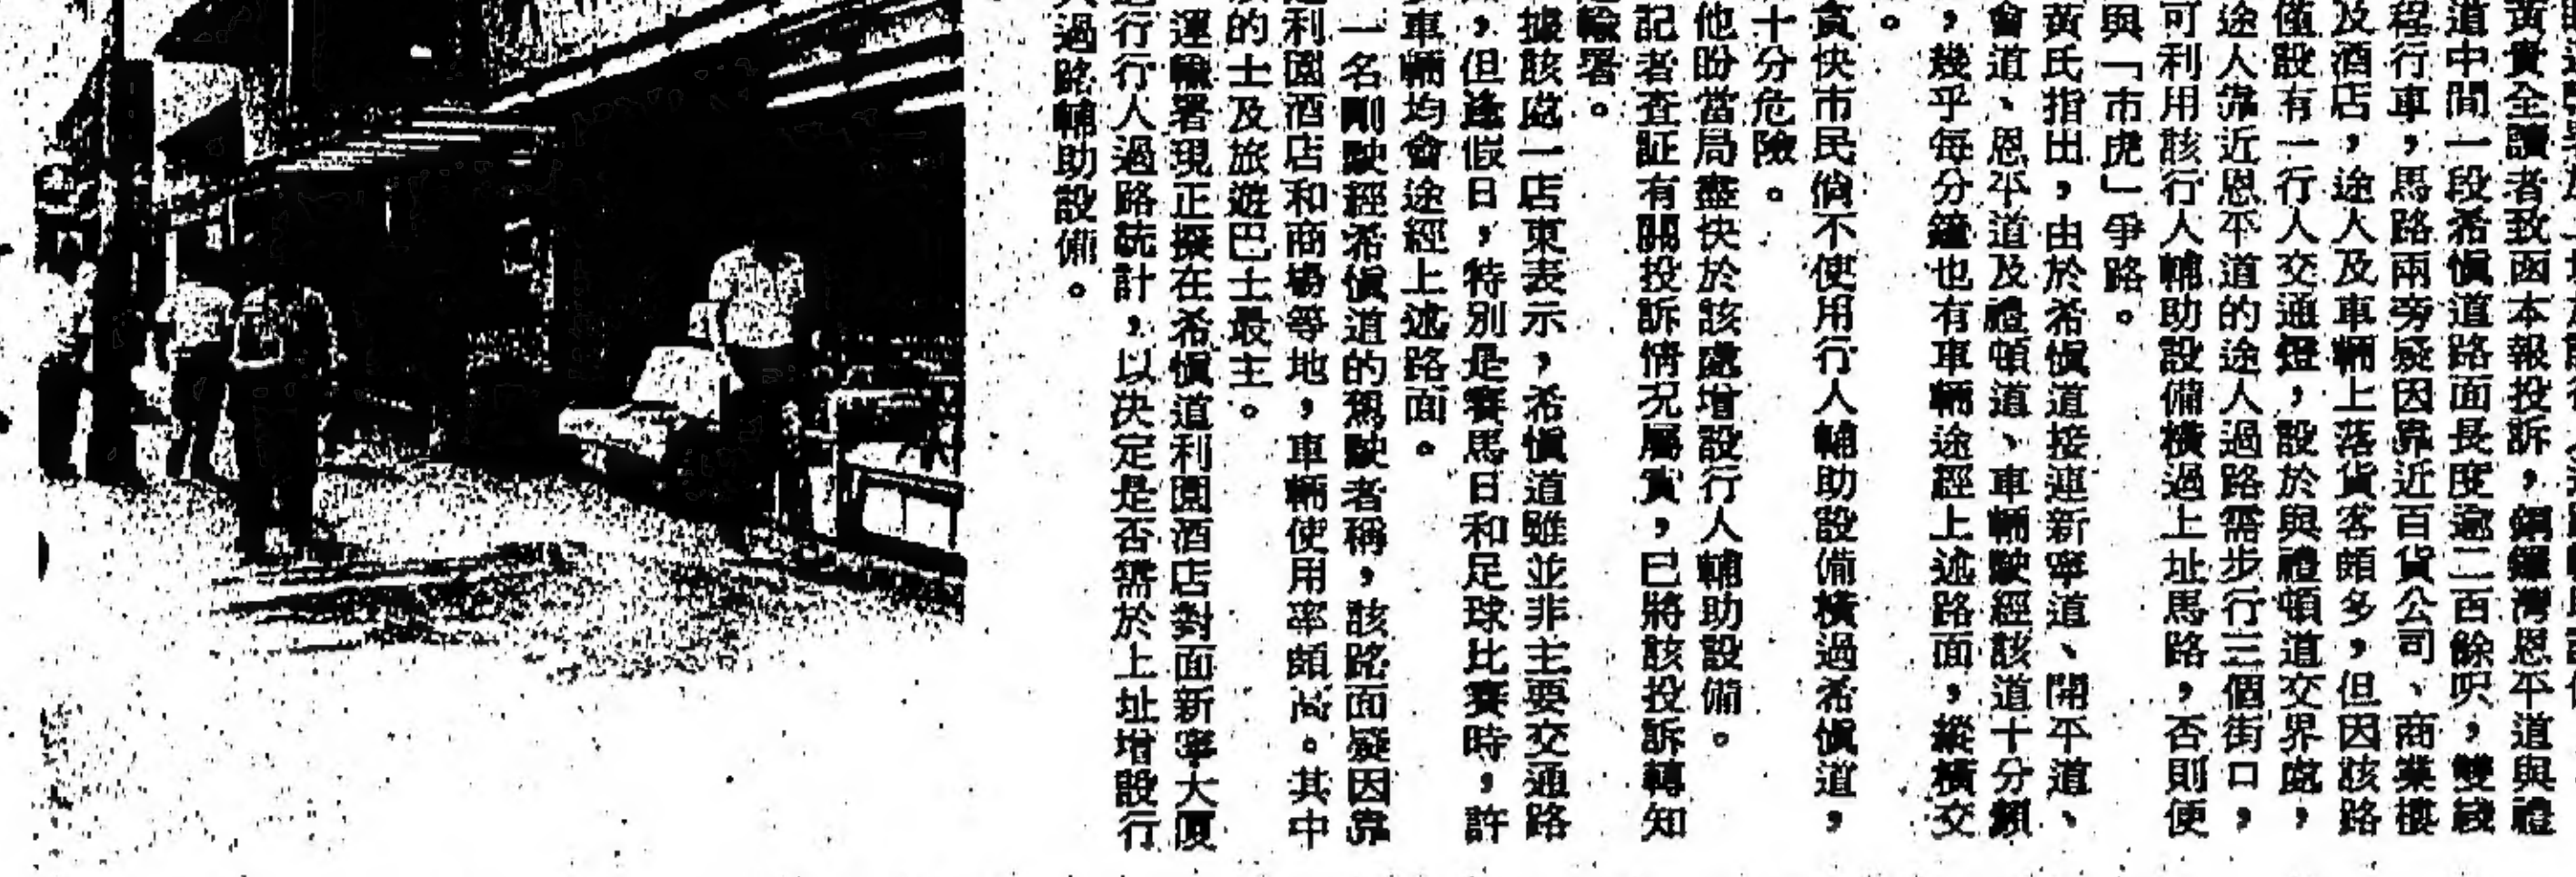 黃貴全讀者致函本報投訴，銅鑼灣恩平道與禮
道中間一段希慎道路面長度逾二百餘呎，雙綫
程行車，馬路兩旁疑因靠近百貨公司、商業樓
及酒店，途人及車輛上落貨客頗多，但因該路
僅設有一行人交通燈，設於與禮頓道交界處，
途人靠近恩平道的途人過路需步行三個街口，
可利用該行人輔助設備橫過上址馬路，否則便
與「市虎」爭路。
黃氏指出，由於希慎道接連新寧道、開平道、
會道、恩平道及禮頓道、車輛駛經該道十分頻
，幾乎每分鐘也有車輛途經上述路面，縱橫交
。
貪快市民倘不使用行人輔助設備橫過希慎道，
十分危險。
他盼當局盡快於該處增設行人輔助設備。
記者查証有關投訴情况屬實，已將該投訴轉知
輸署。
據該處一店東表示，希慎道雖並非主要交通路
，但逢假日，特別是賽馬日和足球比賽時，許
車輛均會途經上述路面。
一名剛駛經希慎道的駕駛者稱，該路面疑因靠
利園酒店和商場等地，車輛使用率頗高。其中
的士及旅遊巴士最主。
運輸署現正擬在希慎道利園酒店對面新寧大厦
行行人過路統計，以決定是否需於上址增設行
過路輔助設備。